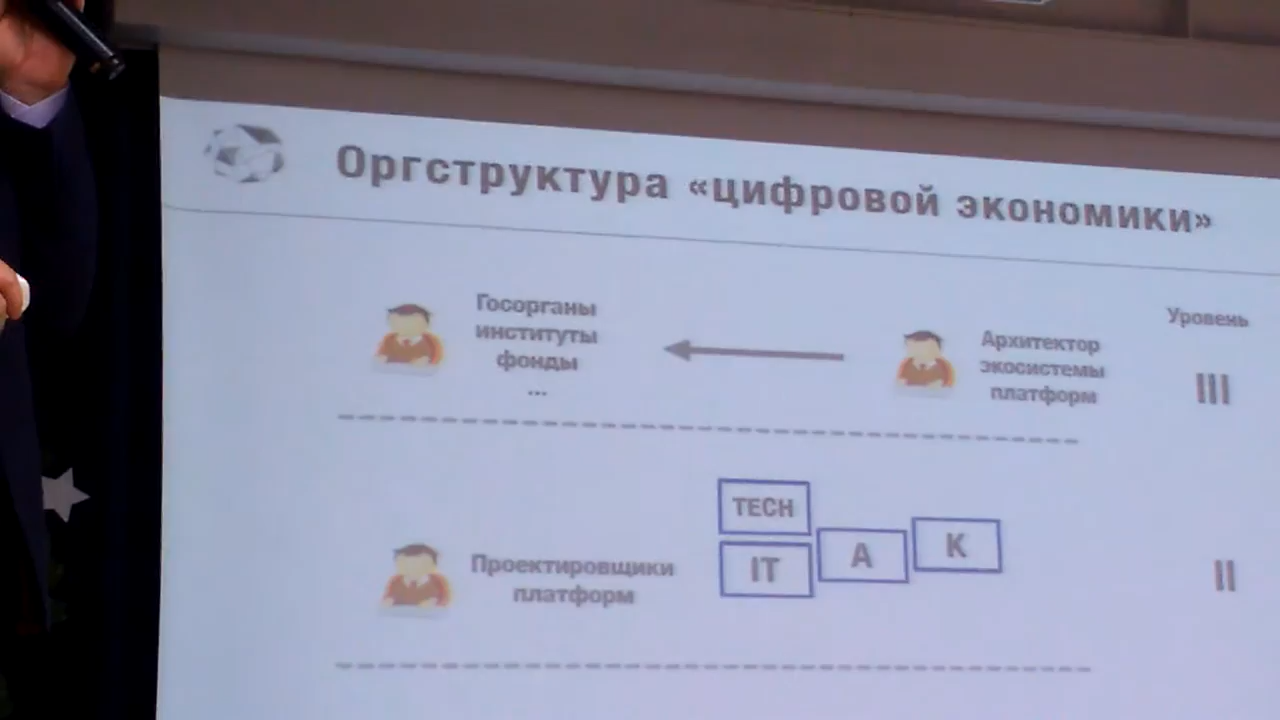 Оргструктура «цифровой экономики»
Уровень
Госорганы
институты
фонды
...
Архитектор
экосистемы
платформ
III
TECH
IT
A
K
Проектировщики
платформ
II